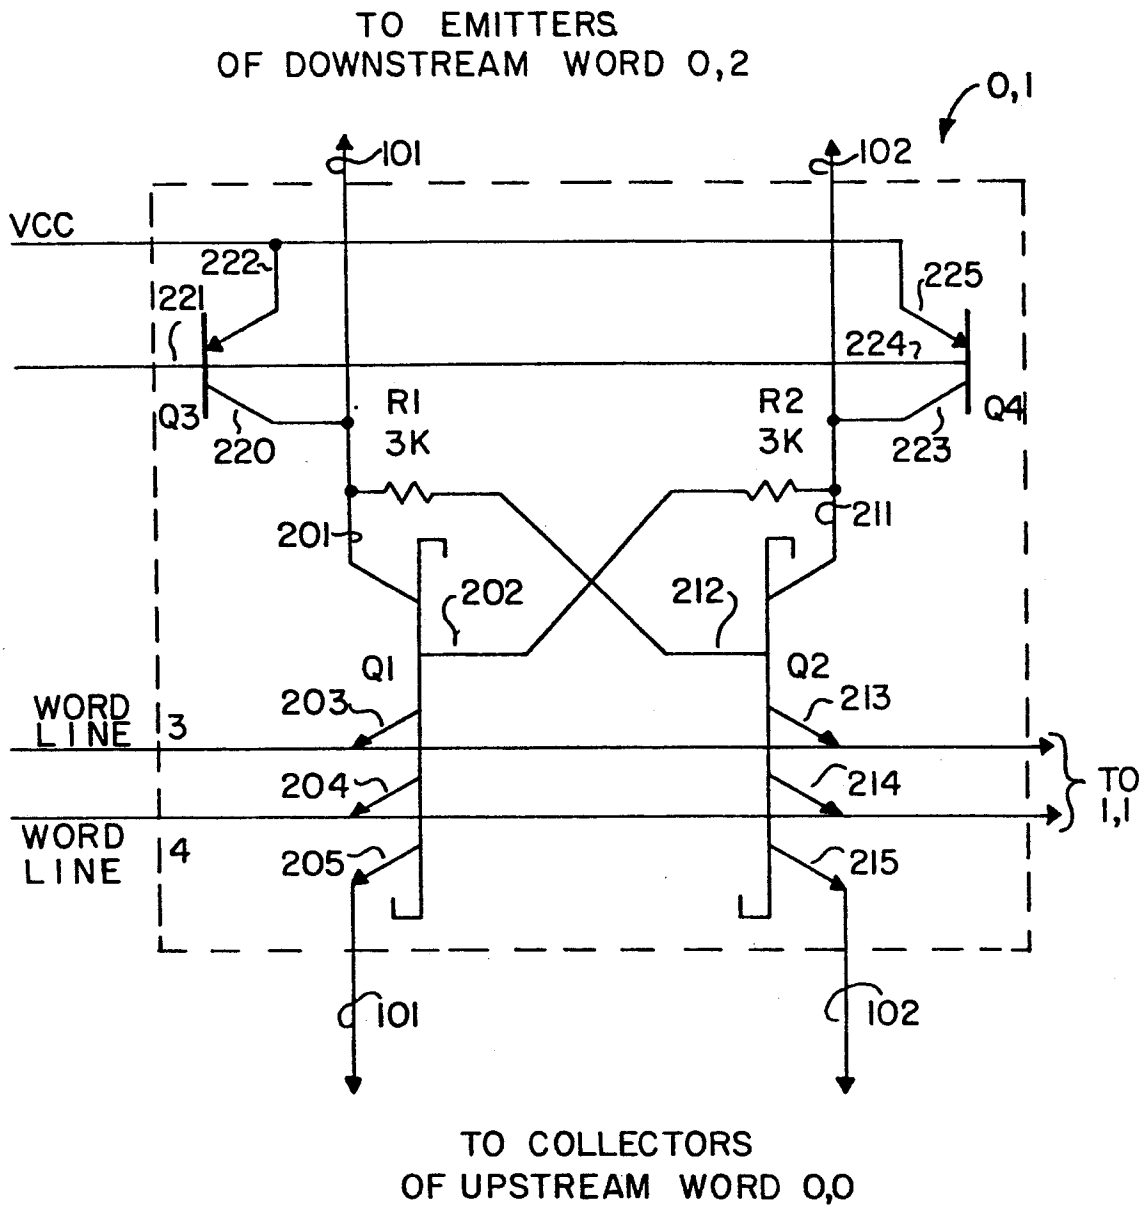 TO EMITTERS
OF DOWNSTREAM WORD 0,2
0,1
101
102
VCC
222
225
221
224
Q3
220
R1
3K
R2
3K
Q4
223
201
211
202
212
Q1
Q2
203
213
WORD
LINE 3
204
214
TO
1,1
WORD
LINE 4
205
215
101
102
TO COLLECTORS
OF UPSTREAM WORD 0,0